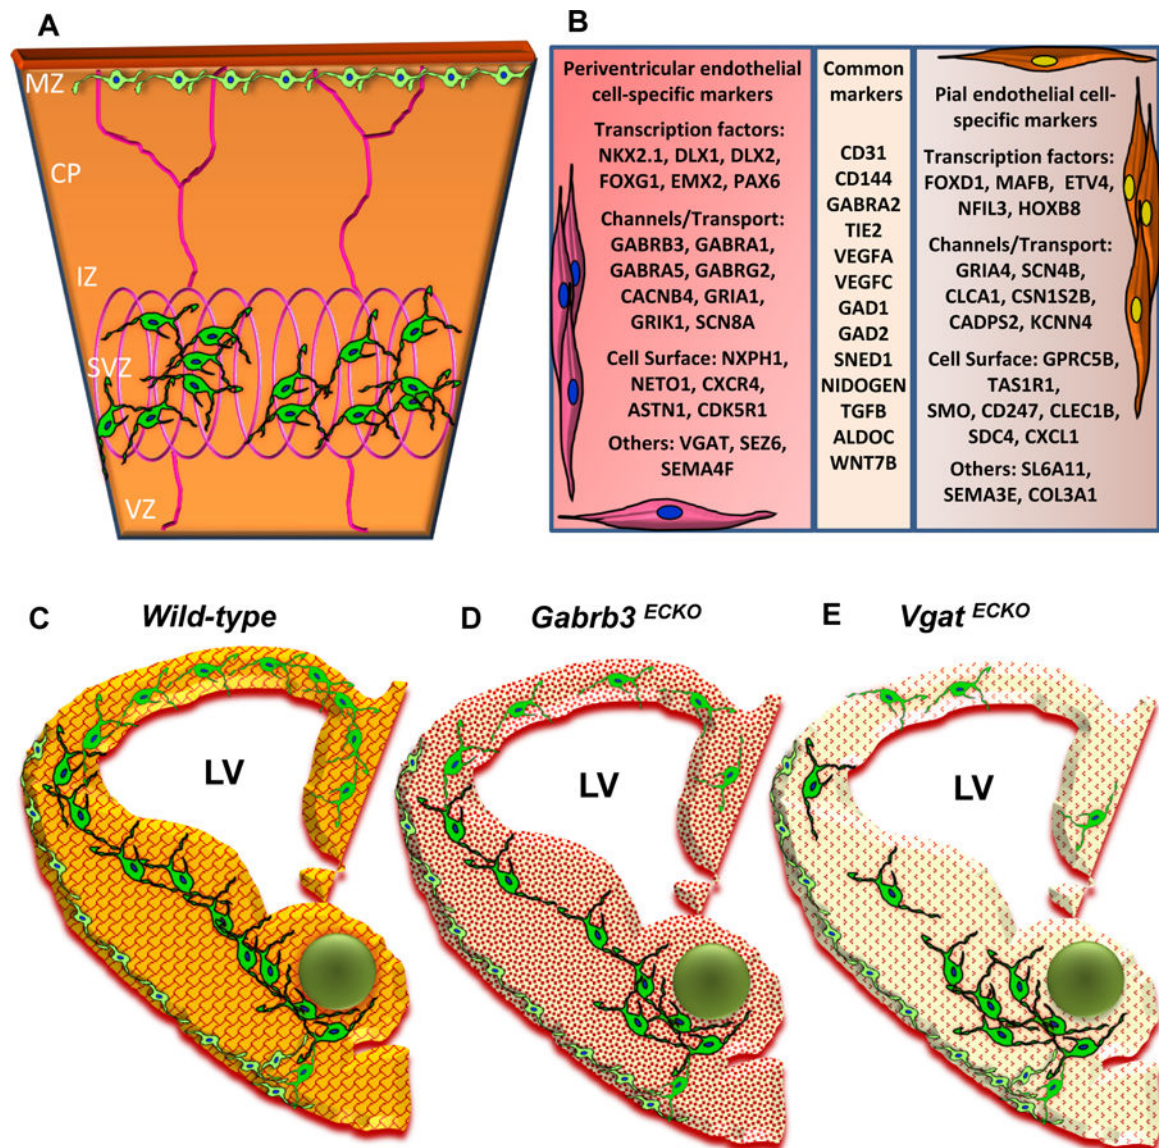 A
MZ
CP
IZ
SVZ
VZ
B
Periventricular endothelial
cell-specific markers
Transcription factors:
NKX2.1, DLX1, DLX2,
FOXG1, EMX2, PAX6
Channels/Transport:
GABRB3, GABRA1,
GABRA5, GABRG2,
CACNB4, GRIA1,
GRIK1, SCN8A
Cell Surface: NXPH1,
NETO1, CXCR4,
ASTN1, CDK5R1
Others: VGAT, SEZ6,
SEMA4F
Common
markers
CD31
CD144
GABRA2
TIE2
VEGFA
VEGFC
GAD1
GAD2
SNED1
NIDOGEN
TGFB
ALDOC
WNT7B
Pial endothelial cell-
specific markers
Transcription factors:
FOXD1, MAFB, ETV4,
NFIL3, HOXB8
Channels/Transport:
GRIA4, SCN4B,
CLCA1, CSN1S2B,
CADPS2, KCNN4
Cell Surface: GPRC5B,
TAS1R1,
SMO, CD247, CLEC1B,
SDC4, CXCL1
Others: SL6A11,
SEMA3E, COL3A1
C Wild-type
LV
D Gabrb3 ECKO
LV
E Vgat ECKO
LV